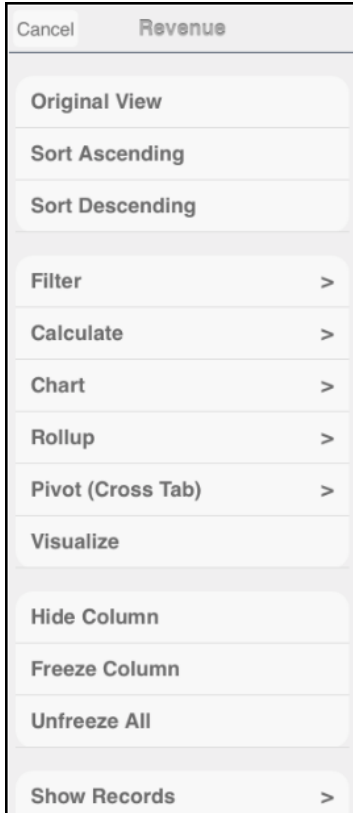 Cancel Revenue
Original View
Sort Ascending
Sort Descending
Filter >
Calculate >
Chart >
Rollup >
Pivot (Cross Tab) >
Visualize
Hide Column
Freeze Column
Unfreeze All
Show Records >